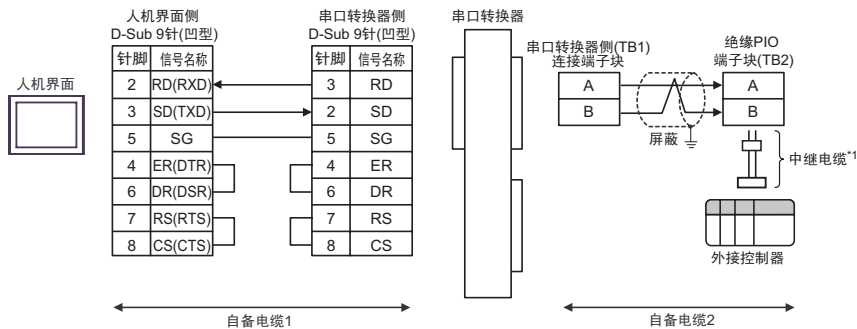 人机界面
人机界面侧
D-Sub 9针(凹型)
针脚 信号名称
2 RD(RXD)
3 SD(TXD)
5 SG
4 ER(DTR)
6 DR(DSR)
7 RS(RTS)
8 CS(CTS)
串口转换器侧
D-Sub 9针(凹型)
针脚 信号名称
3 RD
2 SD
5 SG
4 ER
6 DR
7 RS
8 CS
自备电缆1
串口转换器
串口转换器侧(TB1)
连接端子块
A
B
屏蔽
绝缘PIO
端子块(TB2)
A
B
中继电缆*1
外接控制器
自备电缆2